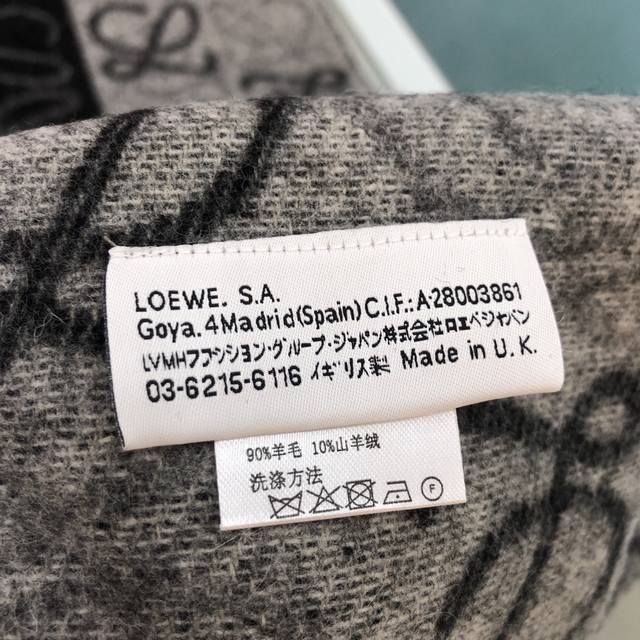 LOEWE. S.A.
Goya. 4 Madrid (Spain) C.I.F.: A-28003861
LVMHファッション・グループ・ジャパン株式会社ロエベジャパン
03-6215-6116 イギリス製 Made in U.K.
90%羊毛 10%山羊绒
洗涤方法
F